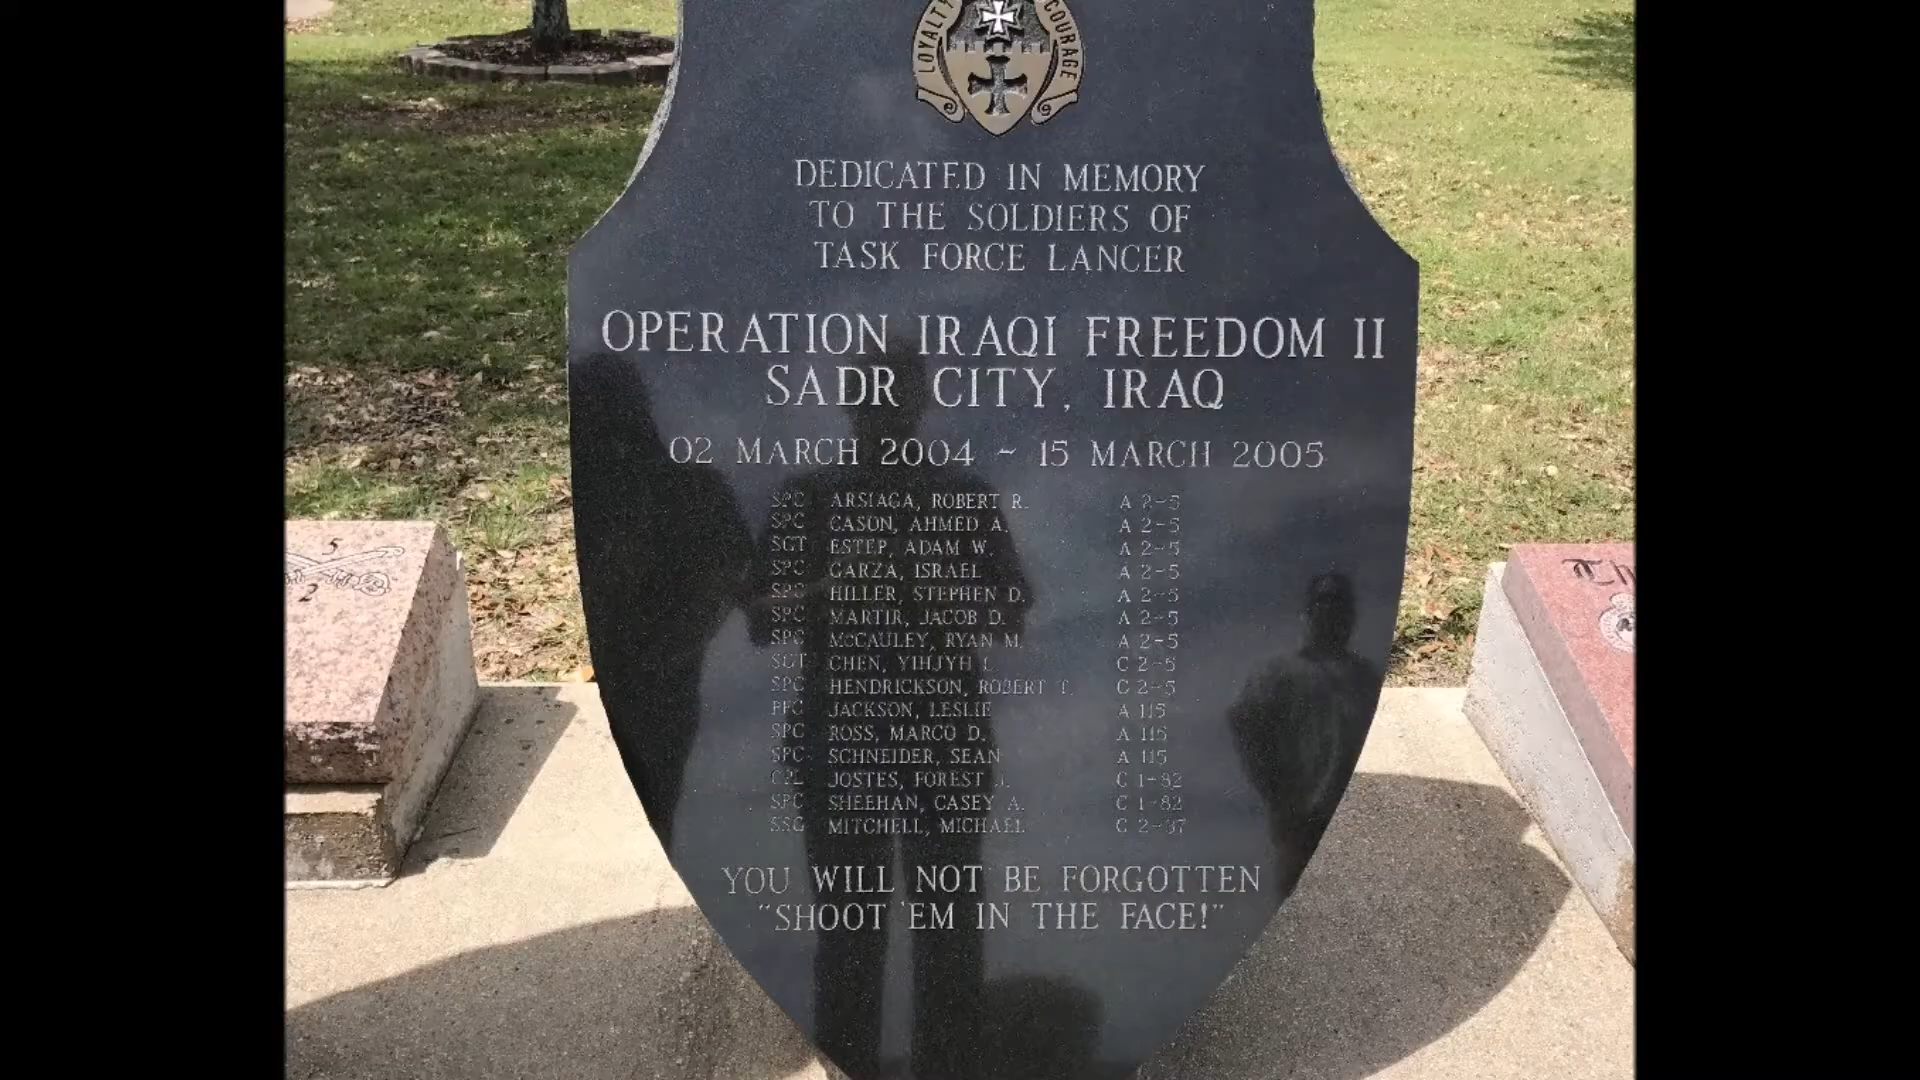 LOYALTY COURAGE
DEDICATED IN MEMORY
TO THE SOLDIERS OF
TASK FORCE LANCER
OPERATION IRAQI FREEDOM II
SADR CITY, IRAQ
02 MARCH 2004 ~ 15 MARCH 2005
SPC ARSIAGA, ROBERT R. A 2-5
SPC CASON, AHMED A. A 2-5
SGT ESTEP, ADAM W. A 2-5
SPC GARZA, ISRAEL A 2-5
SPC HILLER, STEPHEN D. A 2-5
SPC MARTIR, JACOB D. A 2-5
SPC McCAULEY, RYAN M. A 2-5
SGT CHEN, YIHJYH L. C 2-5
SPC HENDRICKSON, ROBERT T. C 2-5
PFC JACKSON, LESLIE A 115
SPC ROSS, MARCO D. A 115
SPC SCHNEIDER, SEAN A 115
CPL JOSTES, FOREST J. C 1-82
SPC SHEEHAN, CASEY A. C 1-82
SSG MITCHELL, MICHAEL C 2-37
YOU WILL NOT BE FORGOTTEN
"SHOOT 'EM IN THE FACE!"
5
2